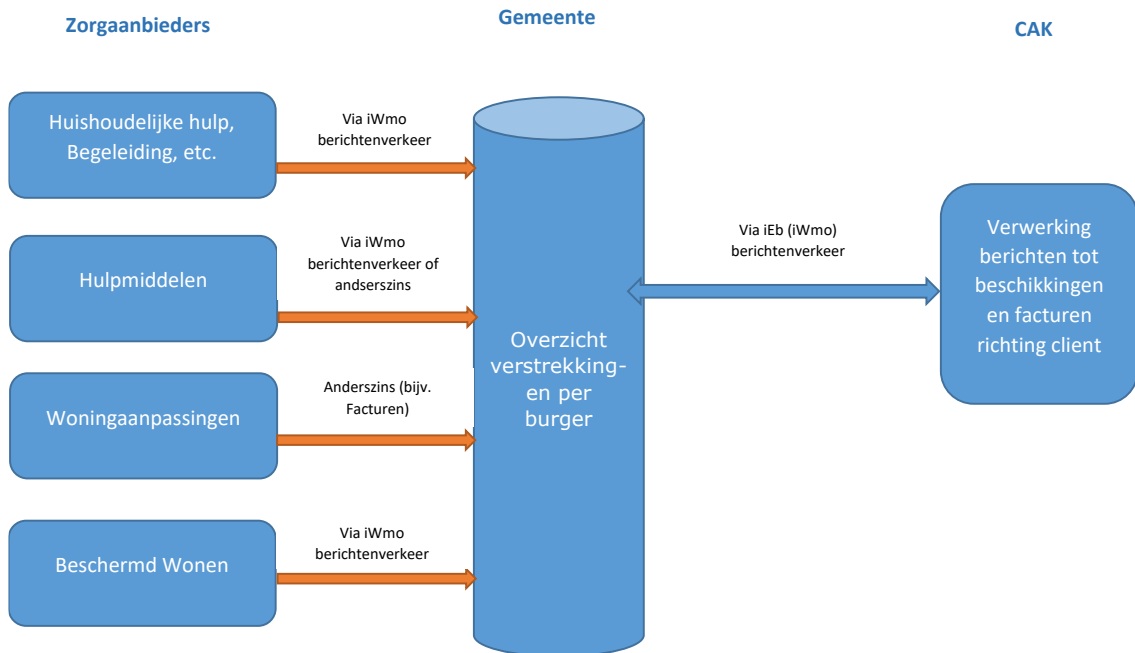 Zorgaanbieders
Gemeente
CAK
Huishoudelijke hulp,
Begeleiding, etc.
Via iWmo
berichtenverkeer
Hulpmiddelen
Via iWmo
berichtenverkeer of
andserszins
Woningaanpassingen
Anderszins (bijv.
Facturen)
Beschermd Wonen
Via iWmo
berichtenverkeer
Overzicht
verstrekking-
en per
burger
Via iEb (iWmo)
berichtenverkeer
Verwerking
berichten tot
beschikkingen
en facturen
richting client